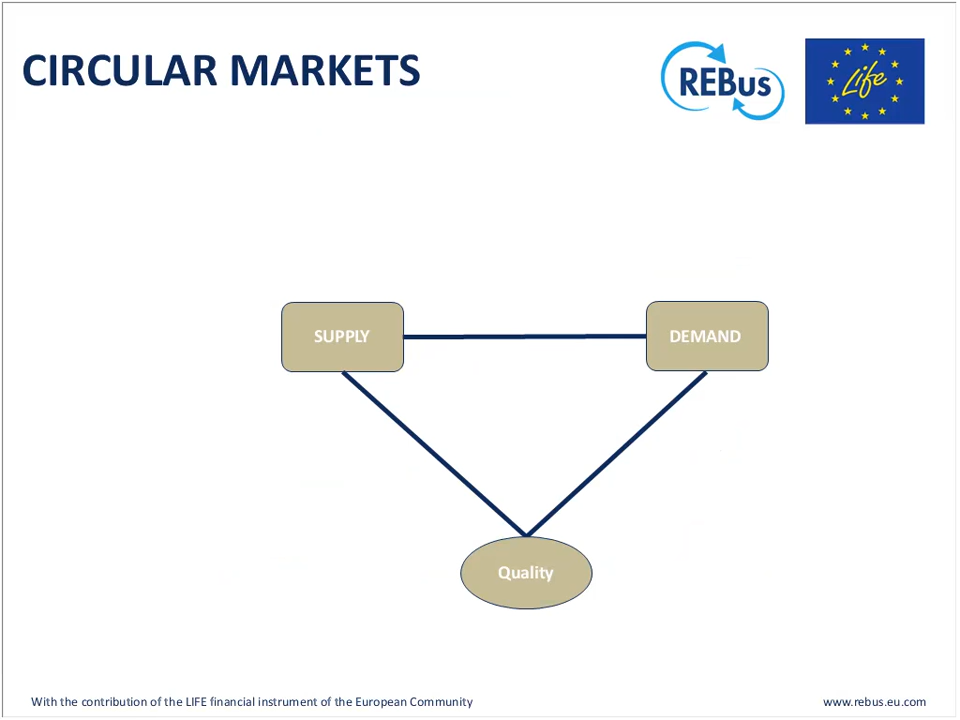 CIRCULAR MARKETS
REBus
Life
SUPPLY
DEMAND
Quality
With the contribution of the LIFE financial instrument of the European Community
www.rebus.eu.com